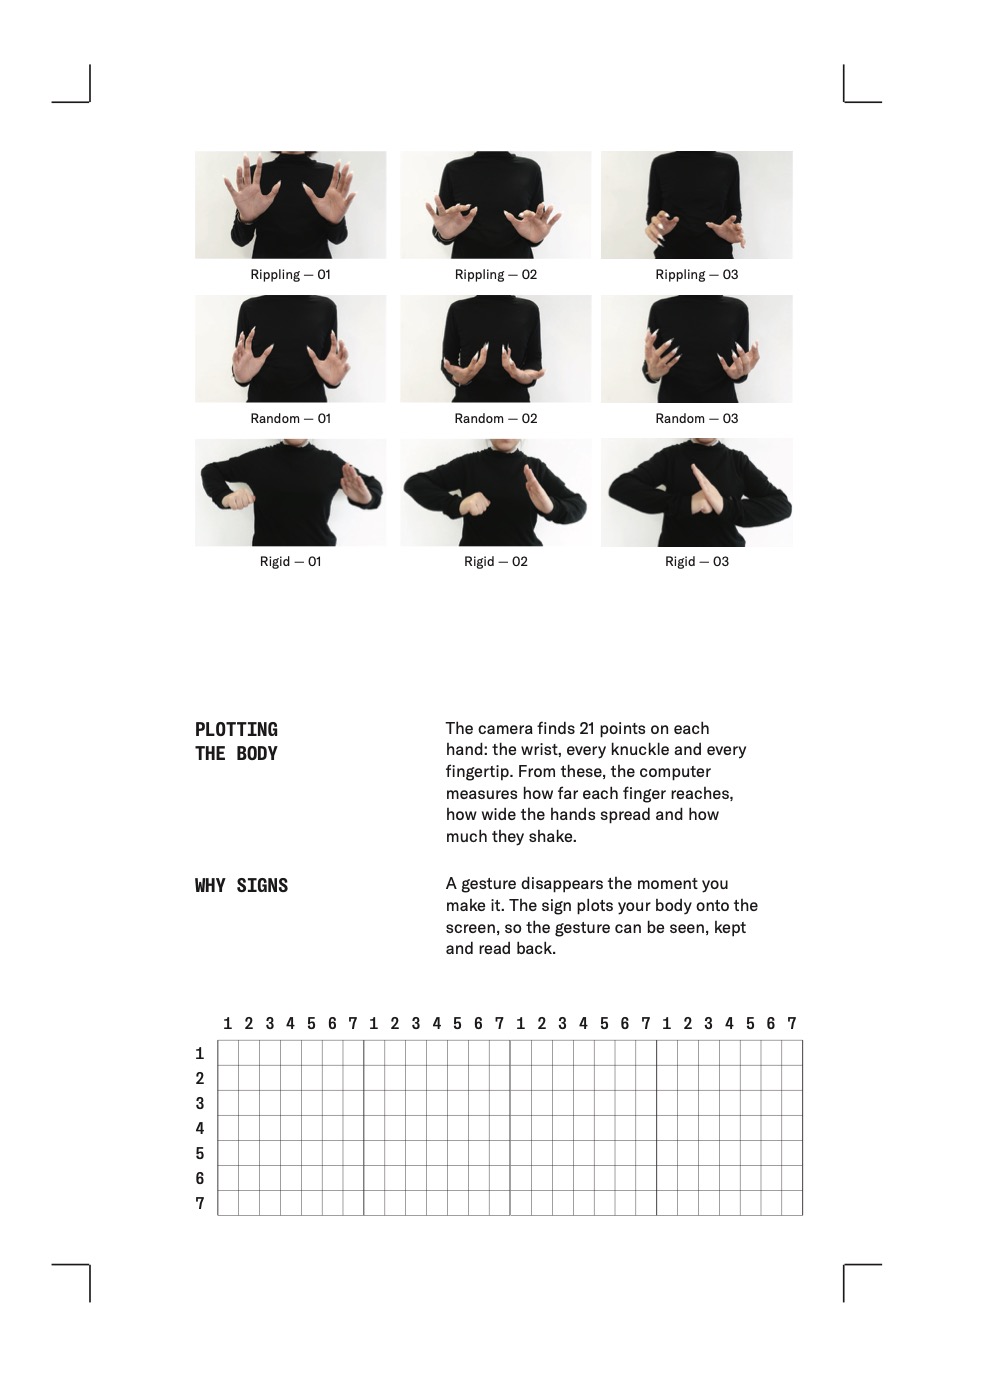 Rippling — 01
Rippling — 02
Rippling — 03
Random — 01
Random — 02
Random — 03
Rigid — 01
Rigid — 02
Rigid — 03
PLOTTING
THE BODY
The camera finds 21 points on each
hand: the wrist, every knuckle and every
fingertip. From these, the computer
measures how far each finger reaches,
how wide the hands spread and how
much they shake.
WHY SIGNS
A gesture disappears the moment you
make it. The sign plots your body onto the
screen, so the gesture can be seen, kept
and read back.
1 2 3 4 5 6 7 1 2 3 4 5 6 7 1 2 3 4 5 6 7 1 2 3 4 5 6 7
1
2
3
4
5
6
7